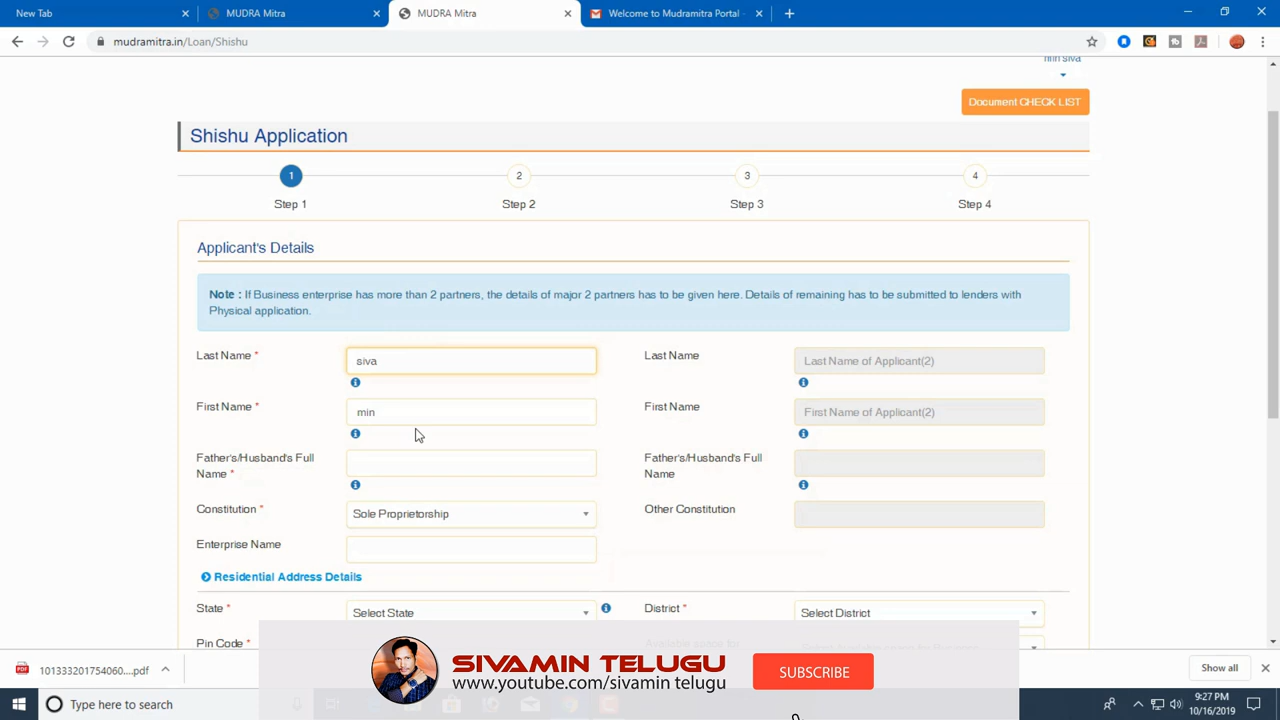 New Tab
MUDRA Mitra
MUDRA Mitra
Welcome to Mudramitra Portal -
mudramitra.in/Loan/Shishu
min siva
Document CHECK LIST
Shishu Application
1 2 3 4
Step 1 Step 2 Step 3 Step 4
Applicant's Details
Note : If Business enterprise has more than 2 partners, the details of major 2 partners has to be given here. Details of remaining has to be submitted to lenders with
Physical application.
Last Name * siva Last Name Last Name of Applicant(2)
First Name * min First Name First Name of Applicant(2)
Father's/Husband's Full Name * Father's/Husband's Full Name
Constitution * Sole Proprietorship Other Constitution
Enterprise Name
Residential Address Details
State * Select State District * Select District
Pin Code *
SIVAMIN TELUGU
www.youtube.com/sivamin telugu
SUBSCRIBE
101333201754060....pdf
Show all
Type here to search
9:27 PM
10/16/2019